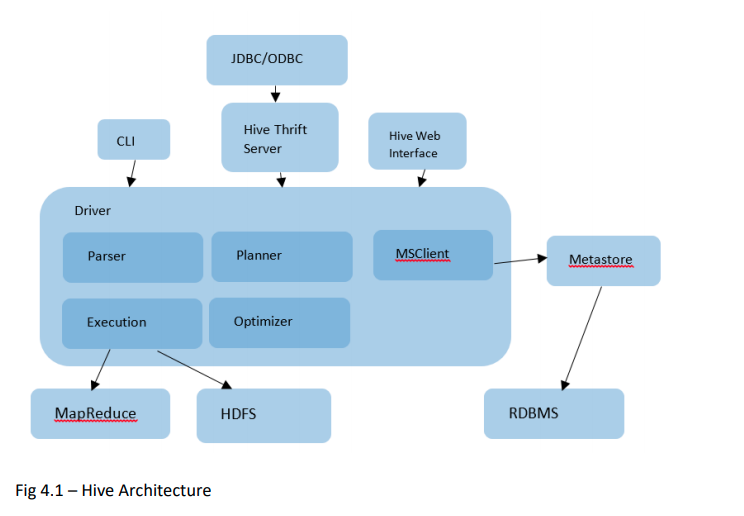 JDBC/ODBC
Hive Thrift
Server
CLI
Hive Web
Interface
Driver
Parser
Planner
MSClient
Metastore
Execution
Optimizer
MapReduce
HDFS
RDBMS
Fig 4.1 – Hive Architecture